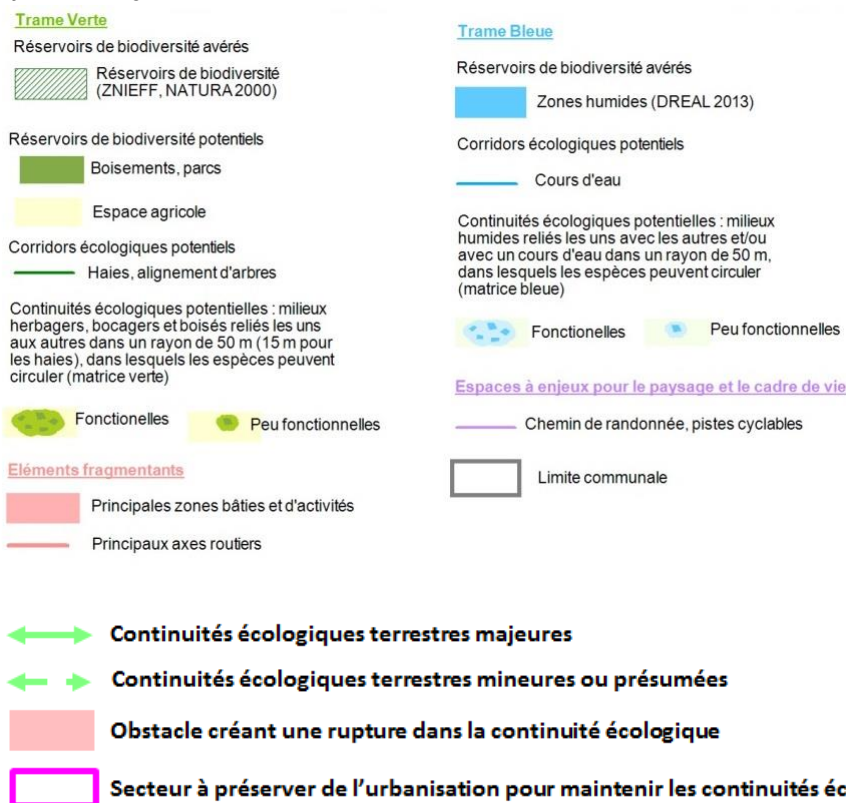 Trame Verte
Réservoirs de biodiversité avérés
Réservoirs de biodiversité
(ZNIEFF, NATURA 2000)
Réservoirs de biodiversité potentiels
Boisements, parcs
Espace agricole
Corridors écologiques potentiels
Haies, alignement d'arbres
Continuités écologiques potentielles : milieux
herbagers, bocagers et boisés reliés les uns
aux autres dans un rayon de 50 m (15 m pour
les haies), dans lesquels les espèces peuvent
circuler (matrice verte)
Fonctionelles
Peu fonctionnelles
Eléments fragmentants
Principales zones bâties et d'activités
Principaux axes routiers
Trame Bleue
Réservoirs de biodiversité avérés
Zones humides (DREAL 2013)
Corridors écologiques potentiels
Cours d'eau
Continuités écologiques potentielles : milieux
humides reliés les uns avec les autres et/ou
avec un cours d'eau dans un rayon de 50 m,
dans lesquels les espèces peuvent circuler
(matrice bleue)
Fonctionelles
Peu fonctionnelles
Espaces à enjeux pour le paysage et le cadre de vie
Chemin de randonnée, pistes cyclables
Limite communale
Continuités écologiques terrestres majeures
Continuités écologiques terrestres mineures ou présumées
Obstacle créant une rupture dans la continuité écologique
Secteur à préserver de l'urbanisation pour maintenir les continuités